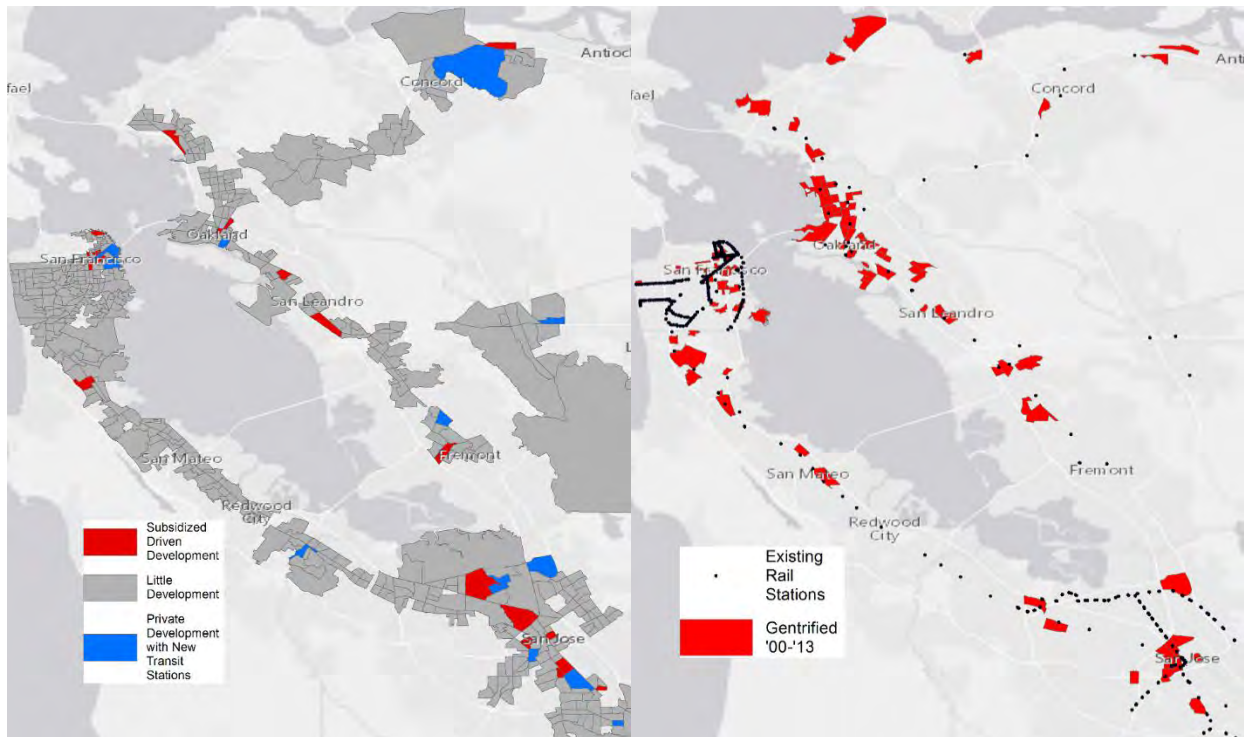 Antioch
Concord
fael
Oakland
San Francisco
San Leandro
Fremont
San Mateo
Redwood
City
San Jose
Subsidized
Driven
Development
Little
Development
Private
Development
with New
Transit
Stations
Concord
Ant
fael
Oakland
San Francisco
San Leandro
Fremont
San Mateo
Redwood
City
San Jose
Existing
Rail
Stations
Gentrified
'00-'13